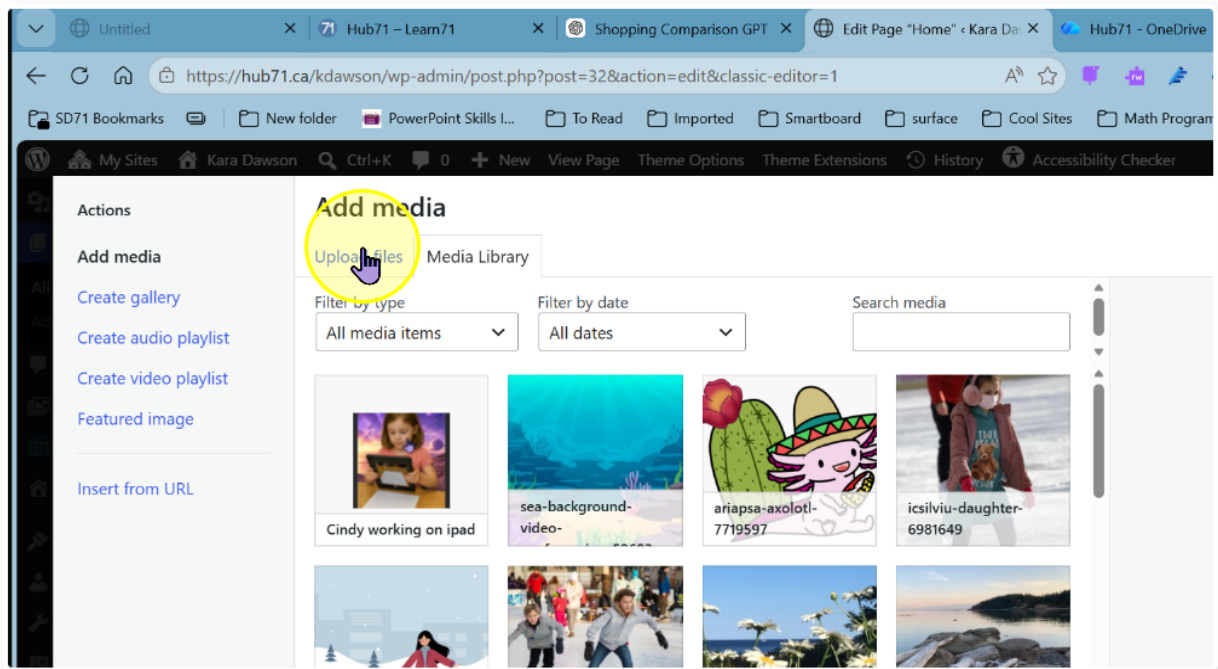 Untitled
71 Hub71 – Learn71
Shopping Comparison GPT
Edit Page "Home" ‹ Kara Da
Hub71 - OneDrive
https://hub71.ca/kdawson/wp-admin/post.php?post=32&action=edit&classic-editor=1
SD71 Bookmarks New folder PowerPoint Skills I... To Read Imported Smartboard surface Cool Sites Math Program
My Sites Kara Dawson Ctrl+K 0 New View Page Theme Options Theme Extensions History Accessibility Checker
Actions
Add media
Create gallery
Create audio playlist
Create video playlist
Featured image
Insert from URL
Add media
Upload files Media Library
Filter by type Filter by date Search media
All media items All dates
Cindy working on ipad
sea-background-
video-
ariapsa-axolotl-
7719597
icsilviu-daughter-
6981649